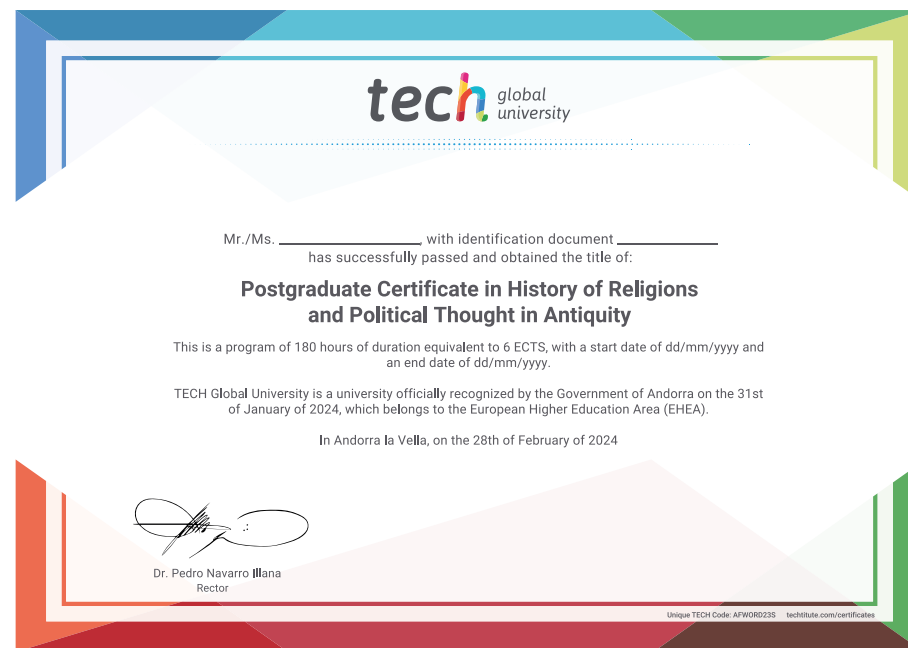 tech global
university
Mr./Ms. ____________________, with identification document ______________
has successfully passed and obtained the title of:
Postgraduate Certificate in History of Religions
and Political Thought in Antiquity
This is a program of 180 hours of duration equivalent to 6 ECTS, with a start date of dd/mm/yyyy and
an end date of dd/mm/yyyy.
TECH Global University is a university officially recognized by the Government of Andorra on the 31st
of January of 2024, which belongs to the European Higher Education Area (EHEA).
In Andorra la Vella, on the 28th of February of 2024
Dr. Pedro Navarro Illana
Rector
Unique TECH Code: AFWORD23S techtitute.com/certificates